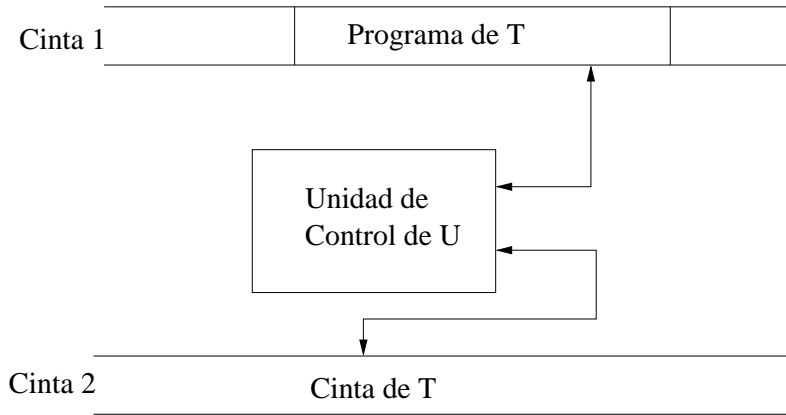 Cinta 1
Programa de T
Unidad de
Control de U
Cinta 2
Cinta de T